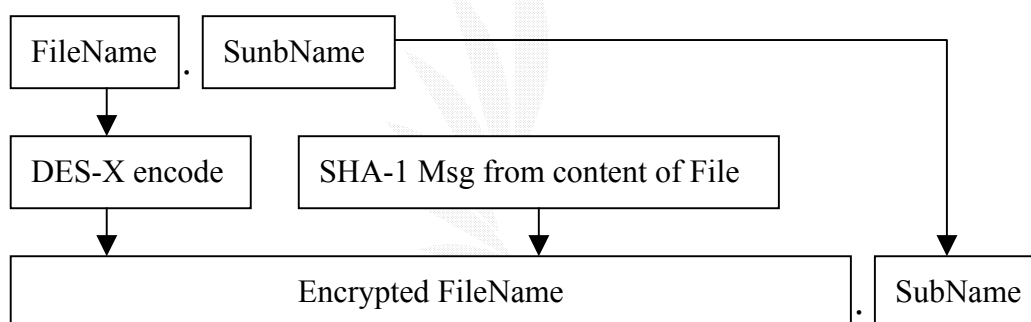 FileName . SunbName
DES-X encode
SHA-1 Msg from content of File
Encrypted FileName . SubName